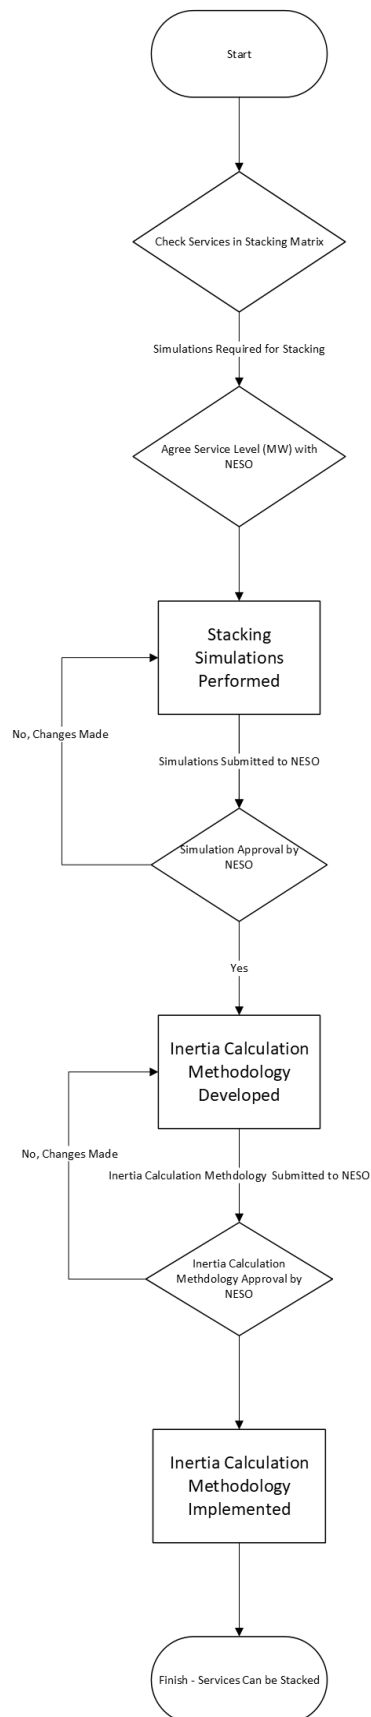 Start
Check Services in Stacking Matrix
Simulations Required for Stacking
Agree Service Level (MW) with
NESO
Stacking
Simulations
Performed
No, Changes Made
Simulations Submitted to NESO
Simulation Approval by
NESO
Yes
Inertia Calculation
Methodology
Developed
No, Changes Made
Inertia Calculation Methdology Submitted to NESO
Inertia Calculation
Methdology Approval by
NESO
Inertia Calculation
Methodology
Implemented
Finish - Services Can be Stacked